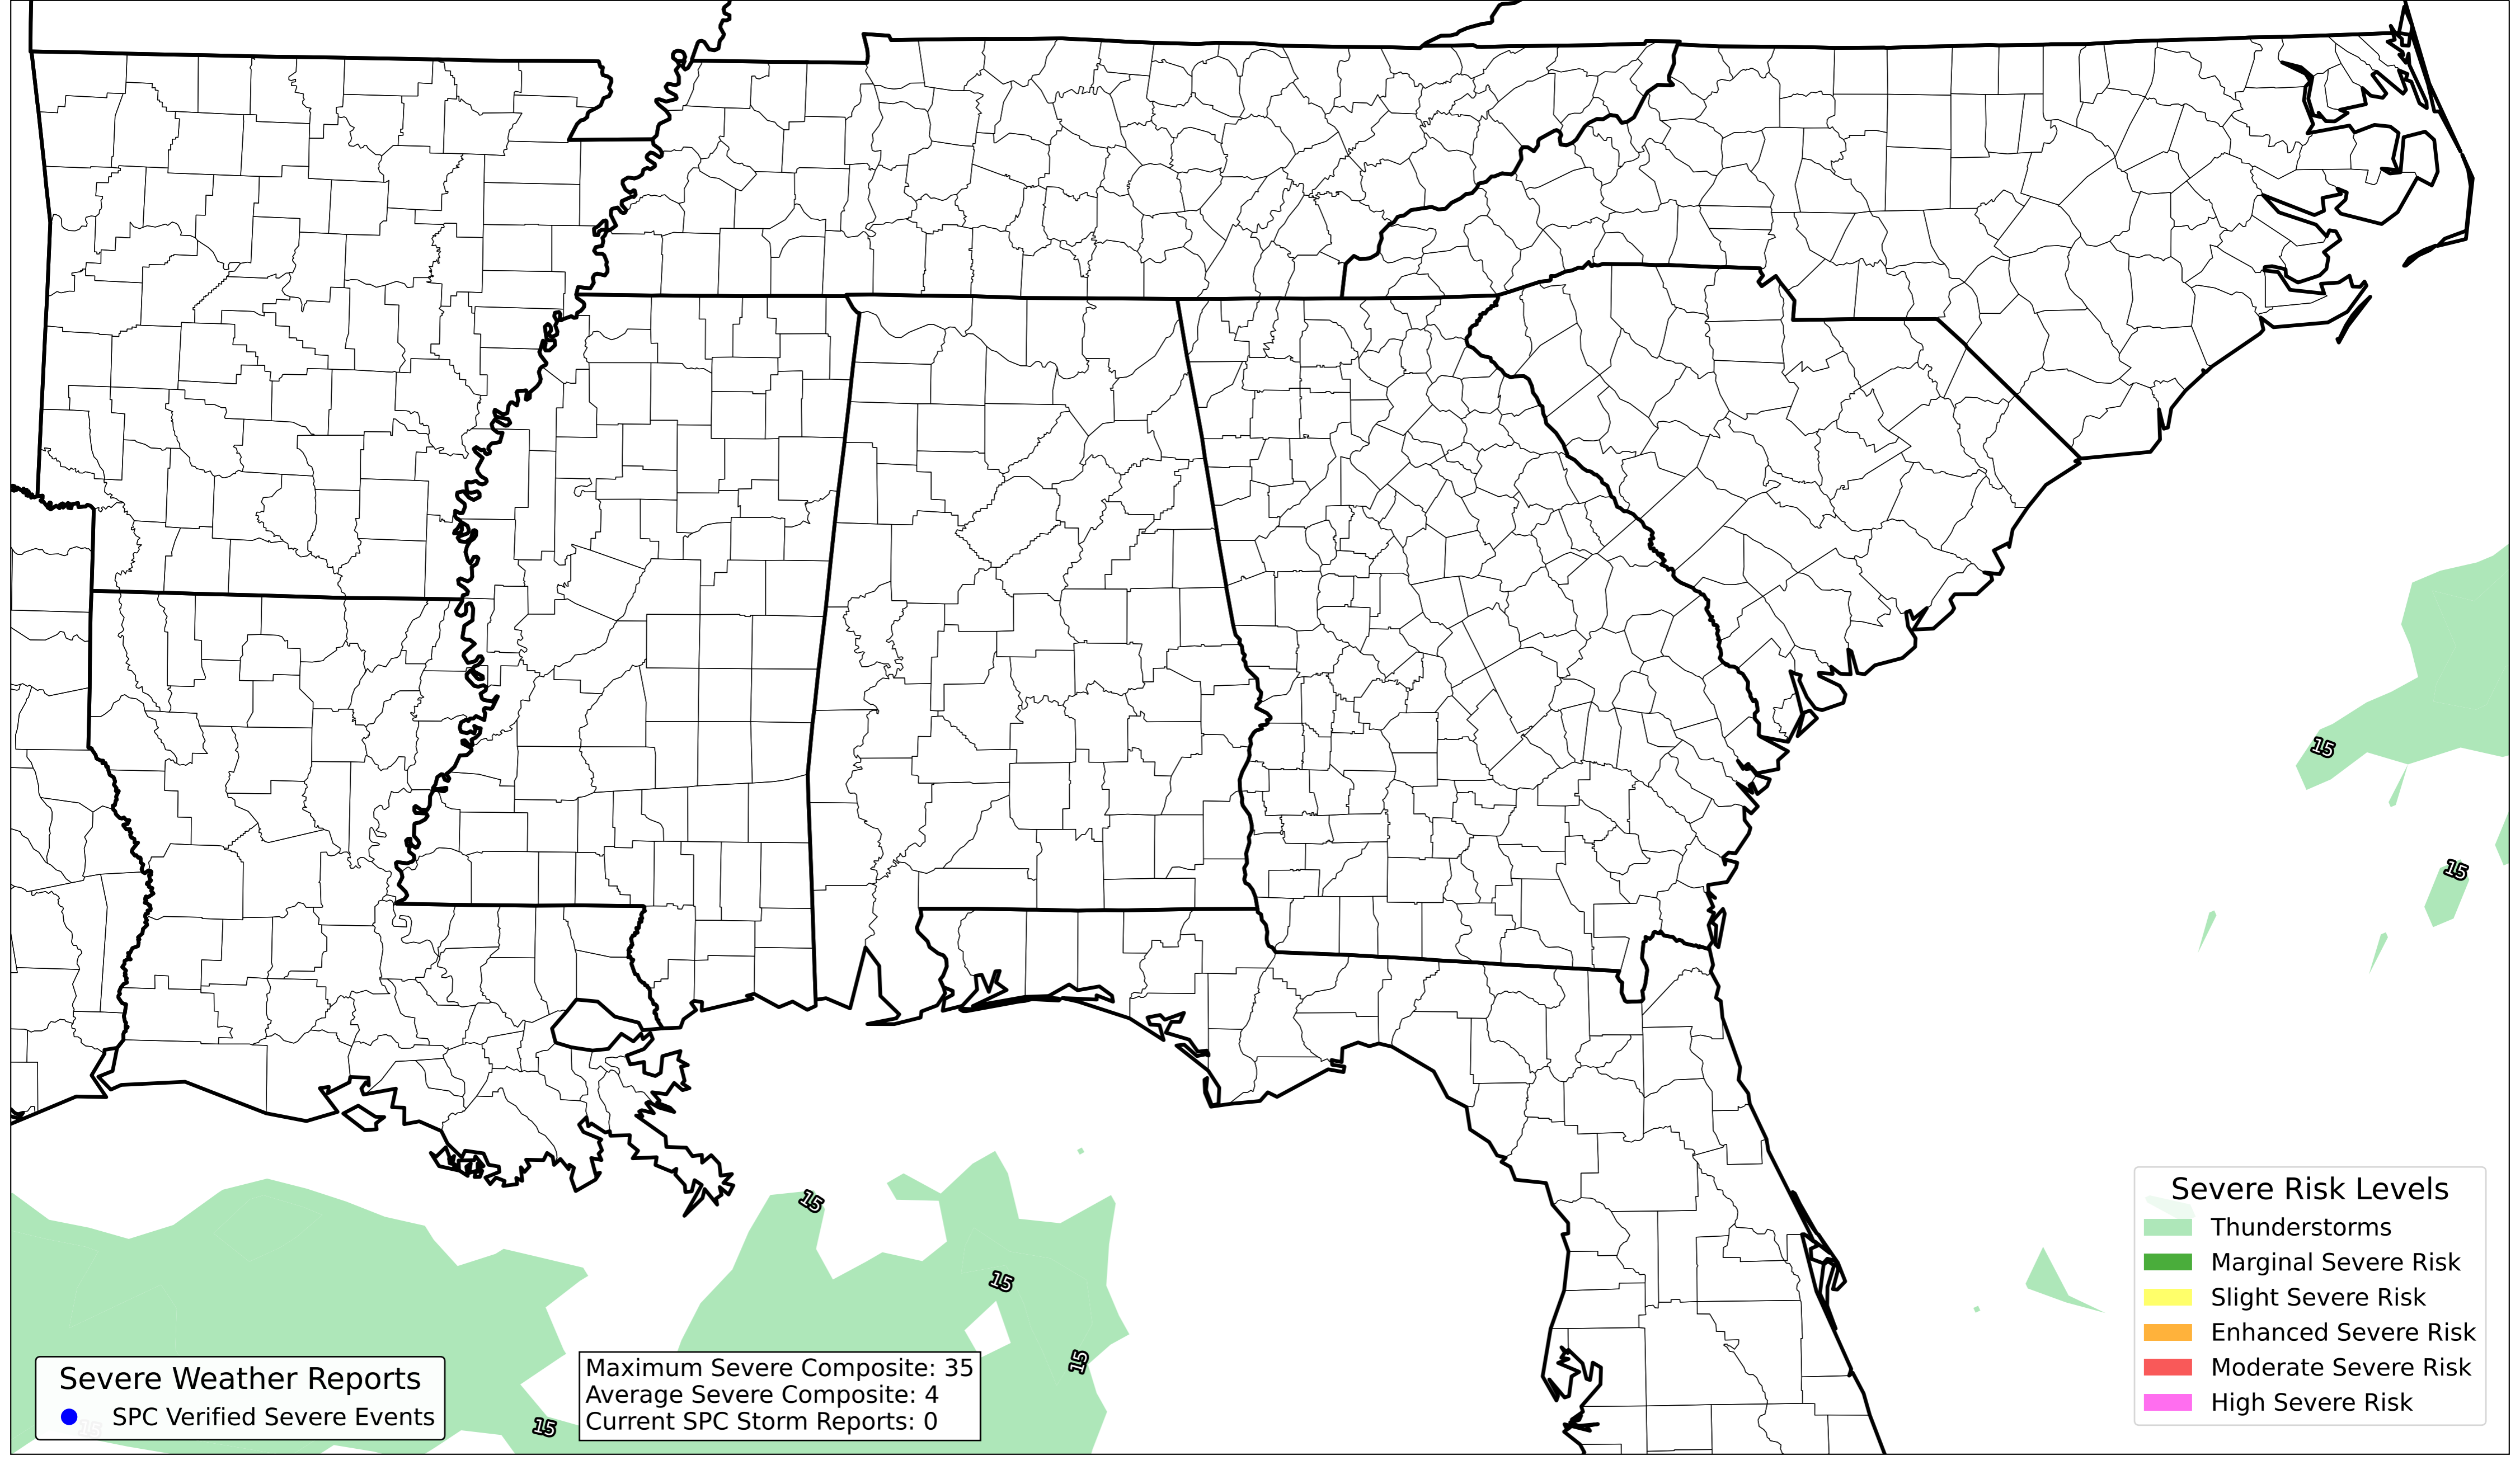 15
15
15
15
15
15
15
Severe Weather Reports
SPC Verified Severe Events
Maximum Severe Composite: 35
Average Severe Composite: 4
Current SPC Storm Reports: 0
Severe Risk Levels
Thunderstorms
Marginal Severe Risk
Slight Severe Risk
Enhanced Severe Risk
Moderate Severe Risk
High Severe Risk